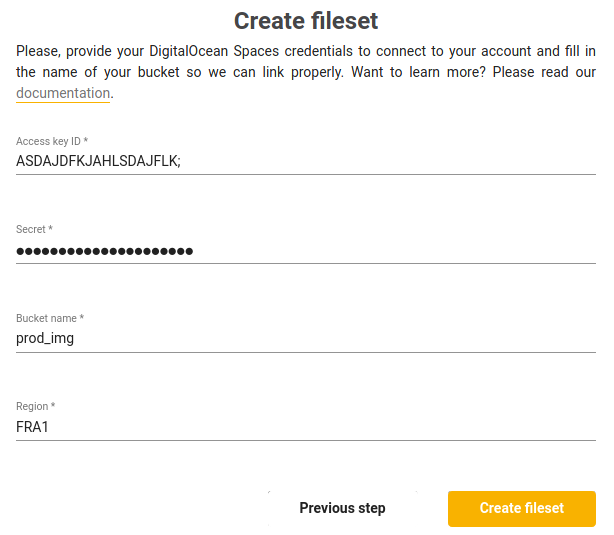 Create fileset
Please, provide your DigitalOcean Spaces credentials to connect to your account and fill in
the name of your bucket so we can link properly. Want to learn more? Please read our
documentation.
Access key ID *
ASDAJDFKJAHLSDAJFLK;
Secret *
●●●●●●●●●●●●●●●●●●●●●
Bucket name *
prod_img
Region *
FRA1
Previous step
Create fileset